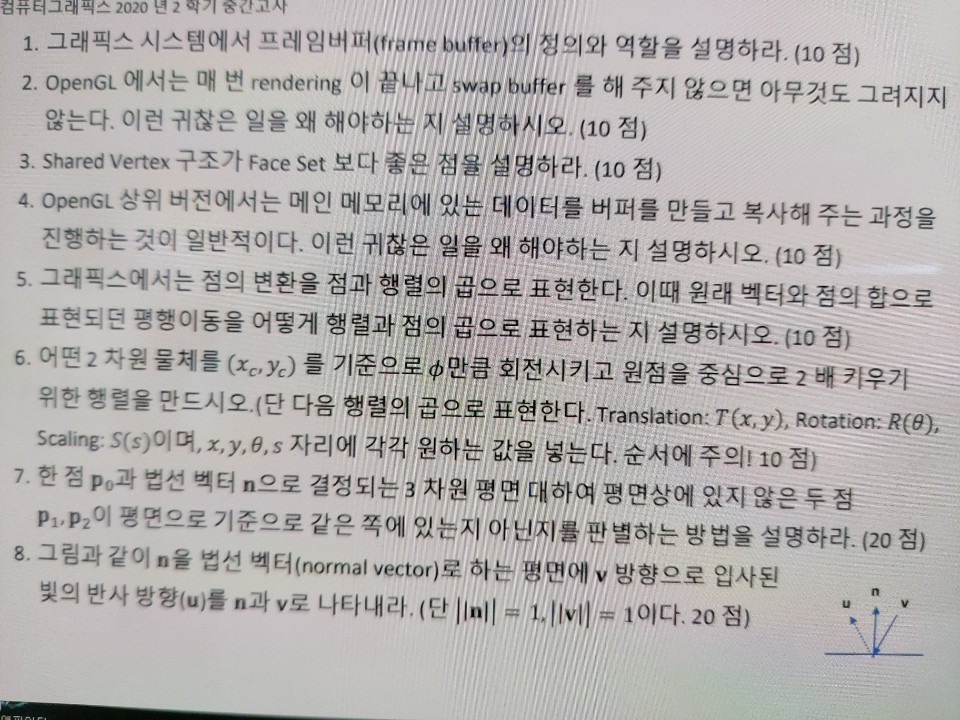 컴퓨터그래픽스 2020 년 2 학기 중간고사
1. 그래픽스 시스템에서 프레임버퍼(frame buffer)의 정의와 역할을 설명하라. (10 점)
2. OpenGL 에서는 매 번 rendering 이 끝나고 swap buffer 를 해 주지 않으면 아무것도 그려지지
않는다. 이런 귀찮은 일을 왜 해야하는 지 설명하시오. (10 점)
3. Shared Vertex 구조가 Face Set 보다 좋은 점을 설명하라. (10 점)
4. OpenGL 상위 버전에서는 메인 메모리에 있는 데이터를 버퍼를 만들고 복사해 주는 과정을
진행하는 것이 일반적이다. 이런 귀찮은 일을 왜 해야하는 지 설명하시오. (10 점)
5. 그래픽스에서는 점의 변환을 점과 행렬의 곱으로 표현한다. 이때 원래 벡터와 점의 합으로
표현되던 평행이동을 어떻게 행렬과 점의 곱으로 표현하는 지 설명하시오. (10 점)
6. 어떤 2 차원 물체를 (x_c, y_c) 를 기준으로 ϕ만큼 회전시키고 원점을 중심으로 2 배 키우기
위한 행렬을 만드시오.(단 다음 행렬의 곱으로 표현한다. Translation: T(x, y), Rotation: R(θ),
Scaling: S(s)이며, x, y, θ, s 자리에 각각 원하는 값을 넣는다. 순서에 주의! 10 점)
7. 한 점 p₀과 법선 벡터 n으로 결정되는 3 차원 평면 대하여 평면상에 있지 않은 두 점
p₁, p₂이 평면으로 기준으로 같은 쪽에 있는지 아닌지를 판별하는 방법을 설명하라. (20 점)
8. 그림과 같이 n을 법선 벡터(normal vector)로 하는 평면에 v 방향으로 입사된
빛의 반사 방향(u)를 n과 v로 나타내라. (단 ||n|| = 1, ||v|| = 1이다. 20 점)
u n v